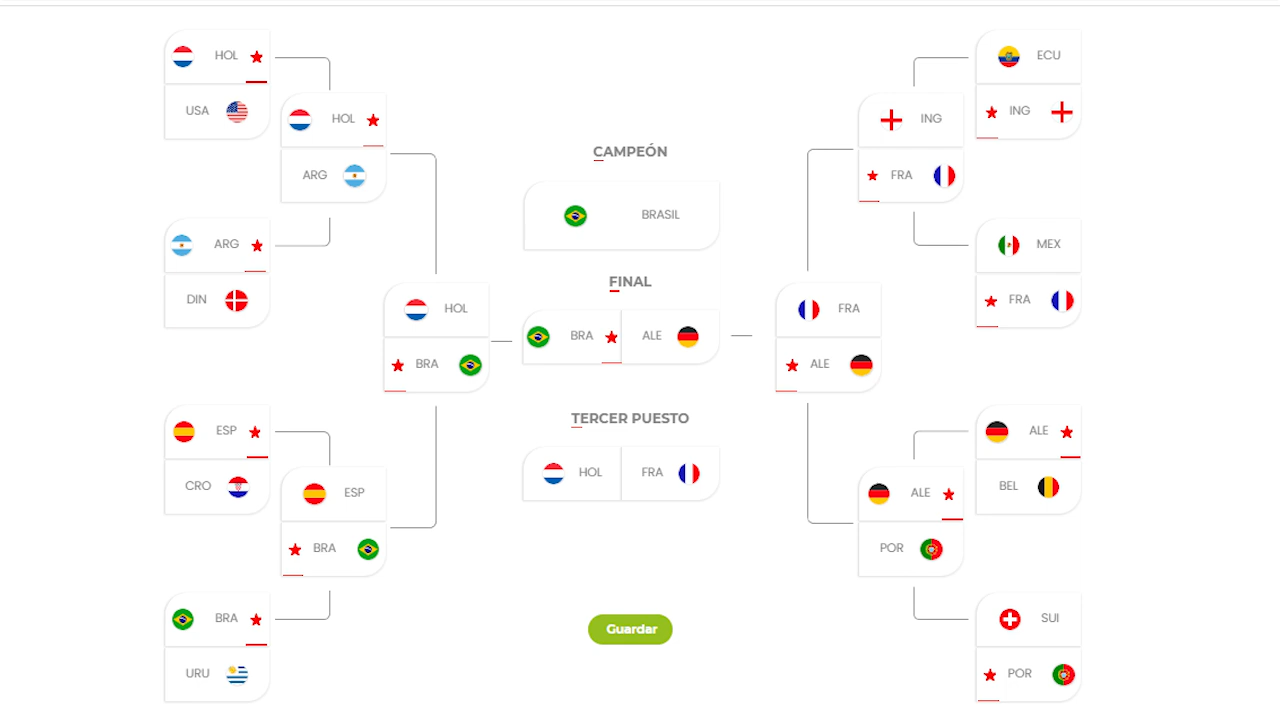 HOL
USA
HOL
ARG
ARG
DIN
HOL
BRA
ESP
CRO
ESP
BRA
BRA
URU
CAMPEÓN
BRASIL
FINAL
BRA ALE
TERCER PUESTO
HOL FRA
Guardar
ECU
ING
ING
FRA
MEX
FRA
FRA
ALE
ALE
BEL
ALE
POR
SUI
POR